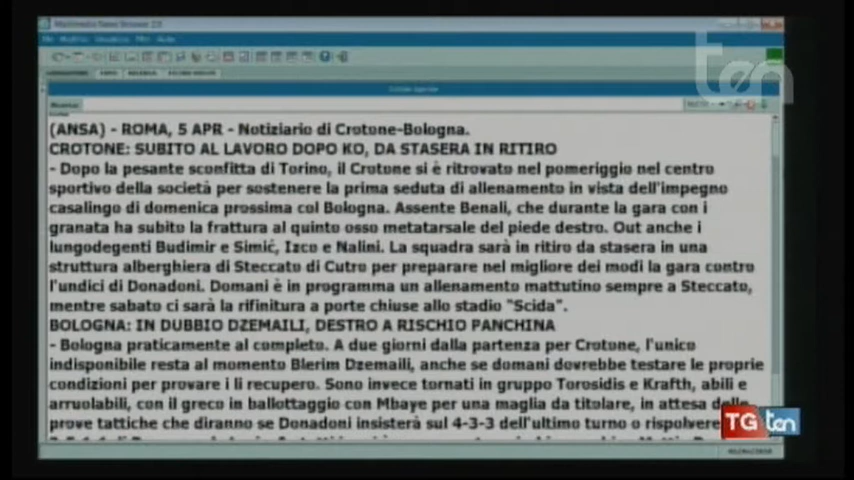 ten
(ANSA) - ROMA, 5 APR - Notiziario di Crotone-Bologna.
CROTONE: SUBITO AL LAVORO DOPO KO, DA STASERA IN RITIRO
- Dopo la pesante sconfitta di Torino, il Crotone si è ritrovato nel pomeriggio nel centro
sportivo della società per sostenere la prima seduta di allenamento in vista dell'impegno
casalingo di domenica prossima col Bologna. Assente Benali, che durante la gara con i
granata ha subito la frattura al quinto osso metatarsale del piede destro. Out anche i
lungodegenti Budimir e Simić, Izco e Nalini. La squadra sarà in ritiro da stasera in una
struttura alberghiera di Steccato di Cutro per preparare nel migliore dei modi la gara contro
l'undici di Donadoni. Domani è in programma un allenamento mattutino sempre a Steccato,
mentre sabato ci sarà la rifinitura a porte chiuse allo stadio "Scida".
BOLOGNA: IN DUBBIO DZEMAILI, DESTRO A RISCHIO PANCHINA
- Bologna praticamente al completo. A due giorni dalla partenza per Crotone, l'unico
indisponibile resta al momento Blerim Dzemaili, anche se domani dovrebbe testare le proprie
condizioni per provare i li recupero. Sono invece tornati in gruppo Torosidis e Krafth, abili e
arruolabili, con il greco in ballottaggio con Mbaye per una maglia da titolare, in attesa delle
prove tattiche che diranno se Donadoni insisterà sul 4-3-3 dell'ultimo turno o rispolvere
TG ten